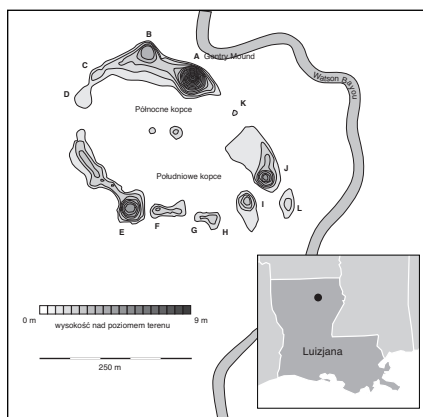 B
A
Gentry Mound
C
D
Watson Bayou
K
Północne kopce
Południowe kopce
J
I
L
E
F
G
H
0 m
9 m
wysokość nad poziomem terenu
250 m
Luizjana